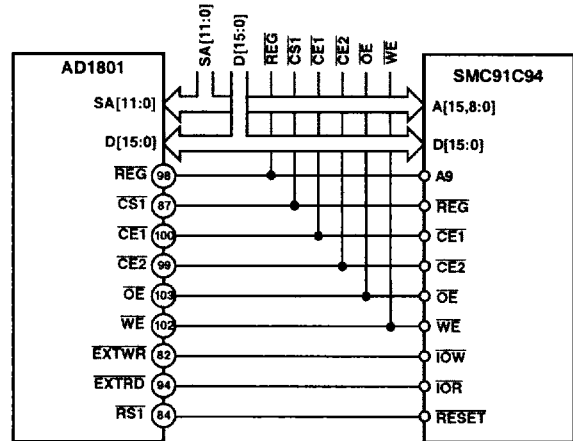 SA[11:0] D[15:0] REG CS1 CE1 CE2 OE WE
AD1801
SMC91C94
SA[11:0] A[15,8:0]
D[15:0] D[15:0]
REG 98 A9
CS1 87 REG
CE1 100 CE1
CE2 99 CE2
OE 103 OE
WE 102 WE
EXTWR 82 IOW
EXTRD 94 IOR
RS1 84 RESET